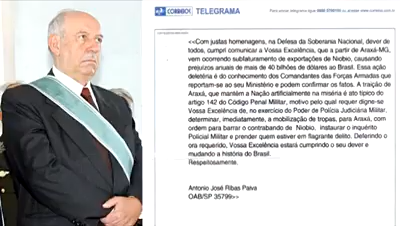 CORREIOS TELEGRAMA
<<Com justas homenagens, na Defesa da Soberania Nacional, dever de
todos, cumpri comunicar a Vossa Excelência, que a partir de Araxá-MG,
vem ocorrendo subfaturamento de exportações de Niobio, causando
prejuizos anuais de mais de 40 bilhões de dólares ao Brasil. Essa ação
deletéria é do conhecimento dos Comandantes das Forças Armadas que
reportam-se ao seu Ministério e podem confirmar os fatos. A traição de
Araxá, que mantém a Nação artificialmente na miséria é ato típico do
artigo 142 do Código Penal Militar, motivo pelo qual requer digne-se
Vossa Excelência, no exercício do Poder de Polícia Judiciária Militar,
determinar, imediatamente, a mobilização de tropas, para Araxá, com
ordem para barrar o contrabando de Niobio, instaurar o inquérito
Policial Militar e prender quem estiver em flagrante delito. Deferindo o
ora requerido, Vossa Excelência estará cumprindo o seu dever e
mudando a história do Brasil.
Respeitosamente,
Antonio José Ribas Paiva
OAB/SP 35799>>